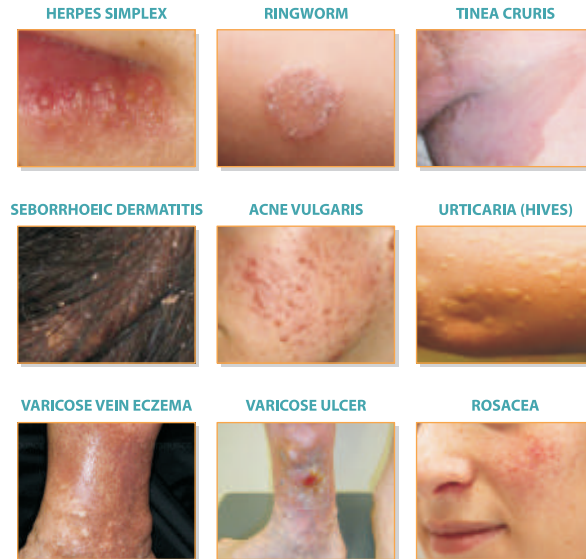 HERPES SIMPLEX
RINGWORM
TINEA CRURIS
SEBORRHOEIC DERMATITIS
ACNE VULGARIS
URTICARIA (HIVES)
VARICOSE VEIN ECZEMA
VARICOSE ULCER
ROSACEA